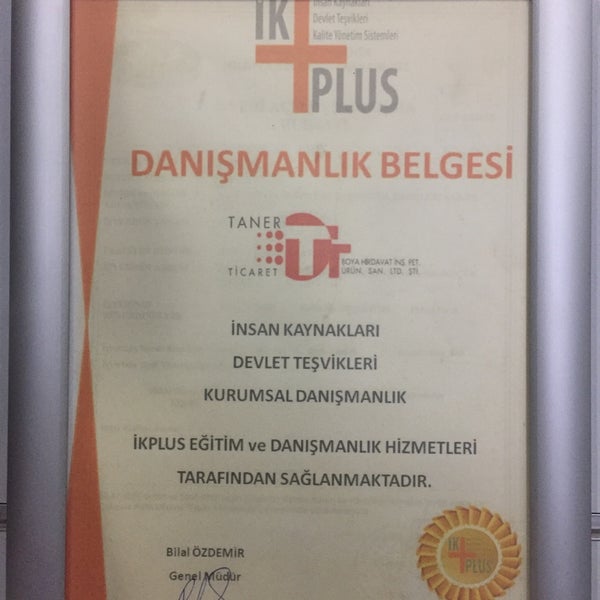 İK
İnsan Kaynakları
Devlet Teşvikleri
Kalite Yönetim Sistemleri
PLUS
DANIŞMANLIK BELGESİ
TANER
TİCARET
BOYA HIRDAVAT İNŞ. PET.
ÜRÜN. SAN. LTD. ŞTİ.
İNSAN KAYNAKLARI
DEVLET TEŞVİKLERİ
KURUMSAL DANIŞMANLIK
İKPLUS EĞİTİM ve DANIŞMANLIK HİZMETLERİ
TARAFINDAN SAĞLANMAKTADIR.
Bilal ÖZDEMİR
Genel Müdür
İK
PLUS